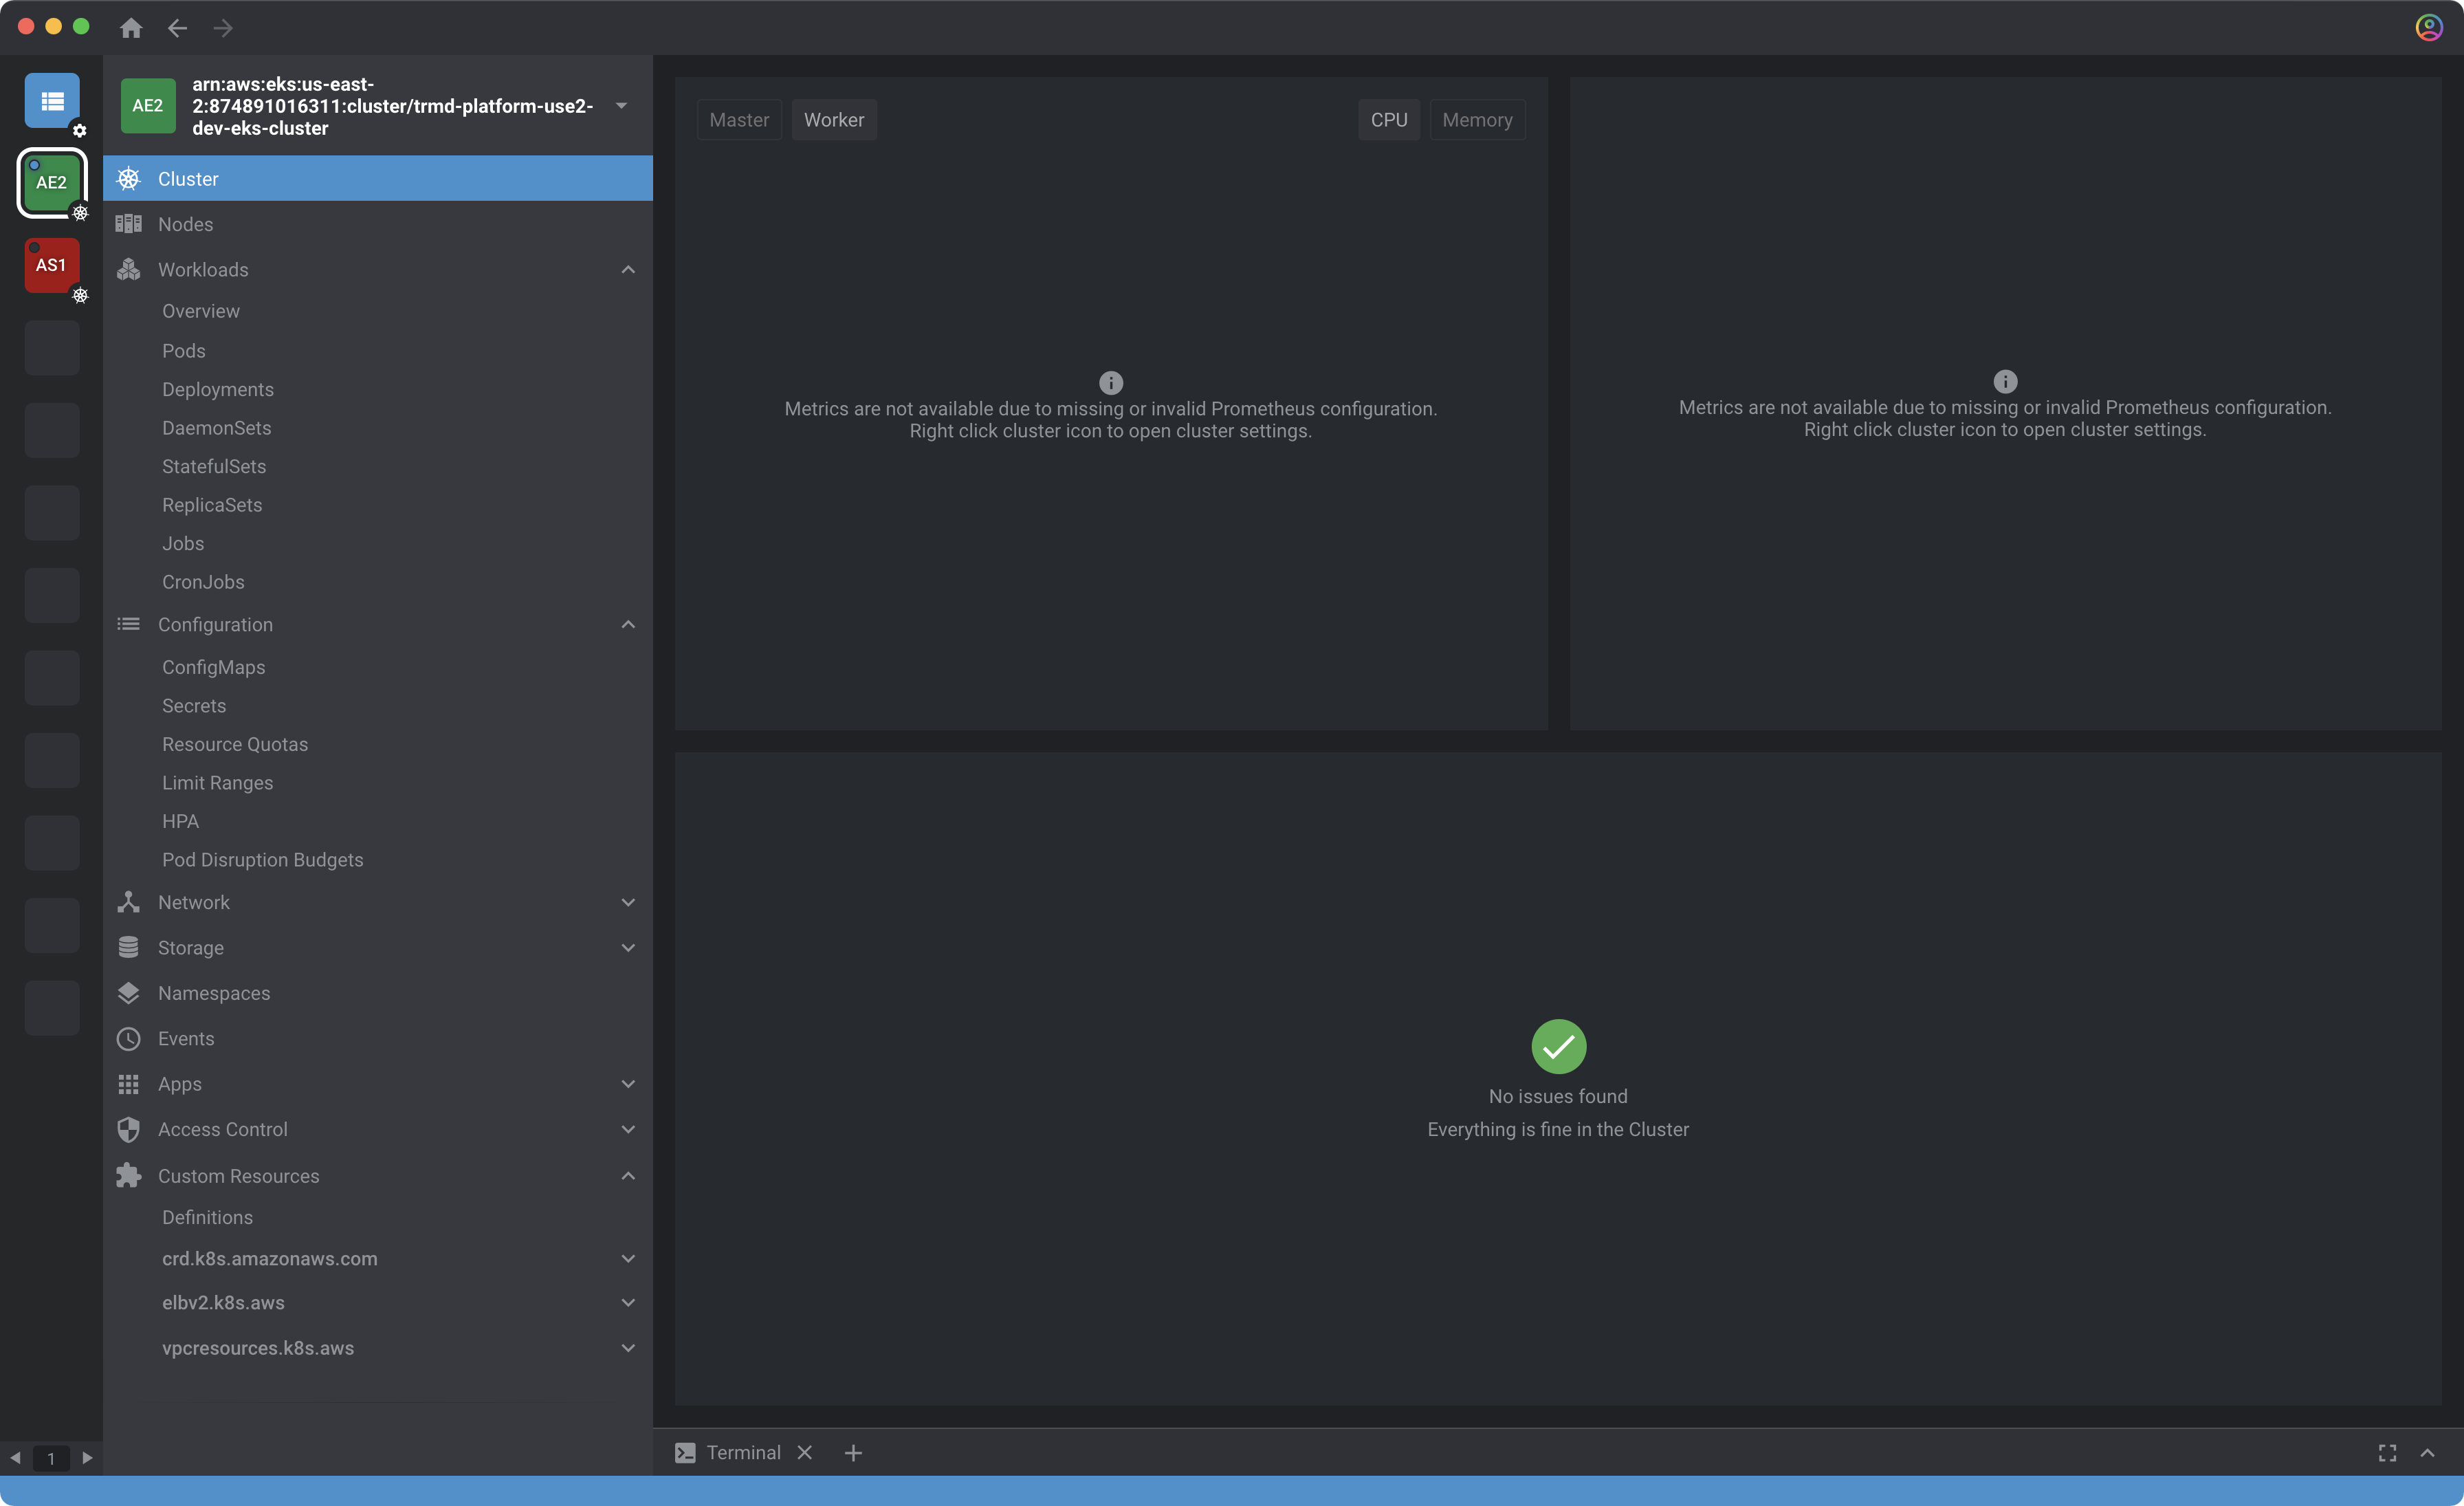 AE2
AS1
1
AE2
arn:aws:eks:us-east-
2:874891016311:cluster/trmd-platform-use2-
dev-eks-cluster
Cluster
Nodes
Workloads
Overview
Pods
Deployments
DaemonSets
StatefulSets
ReplicaSets
Jobs
CronJobs
Configuration
ConfigMaps
Secrets
Resource Quotas
Limit Ranges
HPA
Pod Disruption Budgets
Network
Storage
Namespaces
Events
Apps
Access Control
Custom Resources
Definitions
crd.k8s.amazonaws.com
elbv2.k8s.aws
vpcresources.k8s.aws
Master Worker CPU Memory
Metrics are not available due to missing or invalid Prometheus configuration.
Right click cluster icon to open cluster settings.
Metrics are not available due to missing or invalid Prometheus configuration.
Right click cluster icon to open cluster settings.
No issues found
Everything is fine in the Cluster
Terminal